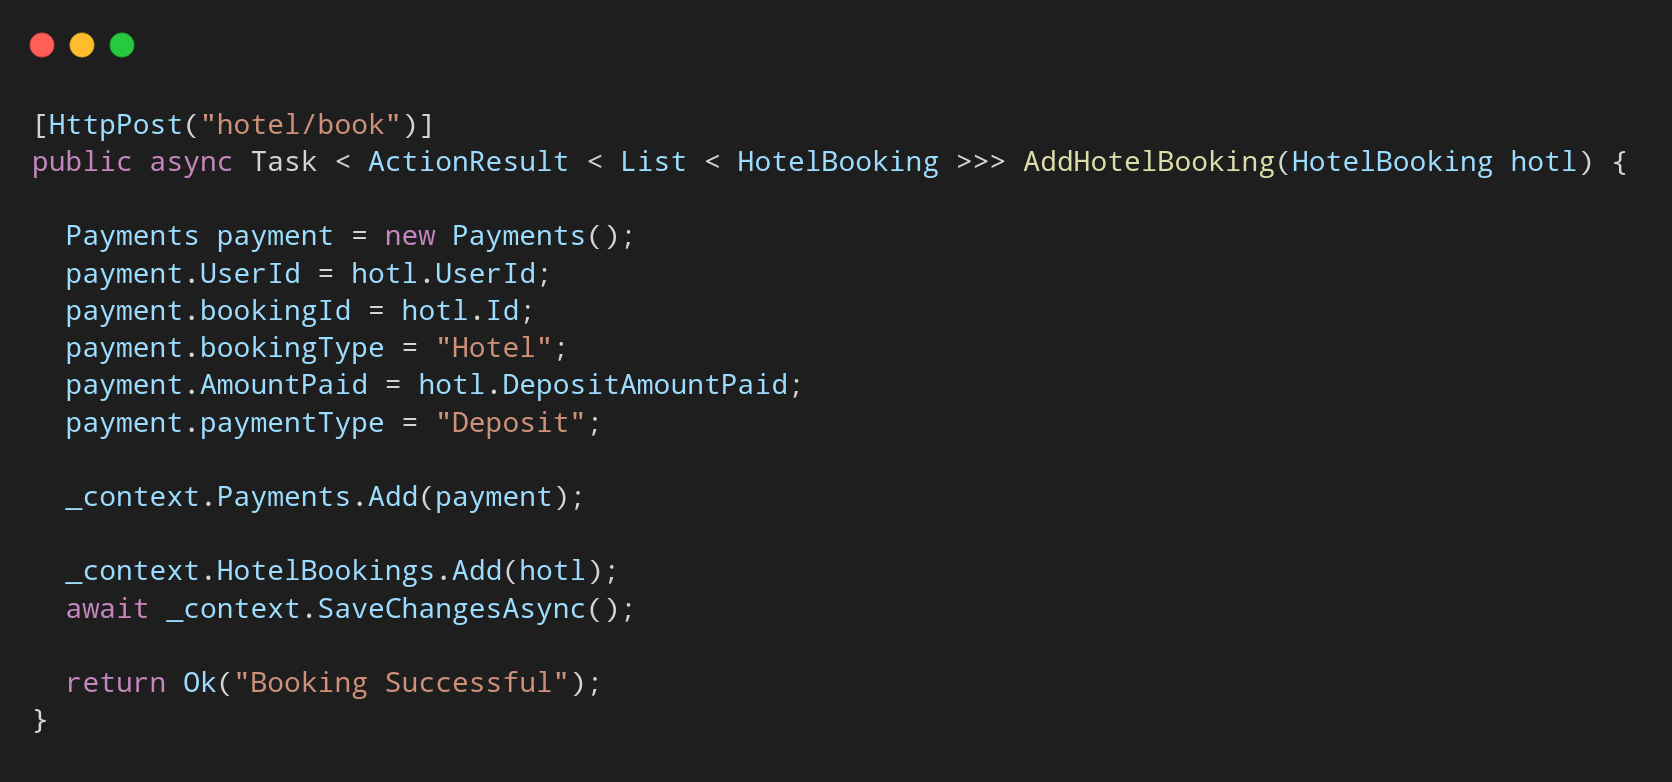 [HttpPost("hotel/book")]
public async Task < ActionResult < List < HotelBooking >>> AddHotelBooking(HotelBooking hotl) {
Payments payment = new Payments();
payment.UserId = hotl.UserId;
payment.bookingId = hotl.Id;
payment.bookingType = "Hotel";
payment.AmountPaid = hotl.DepositAmountPaid;
payment.paymentType = "Deposit";
_context.Payments.Add(payment);
_context.HotelBookings.Add(hotl);
await _context.SaveChangesAsync();
return Ok("Booking Successful");
}